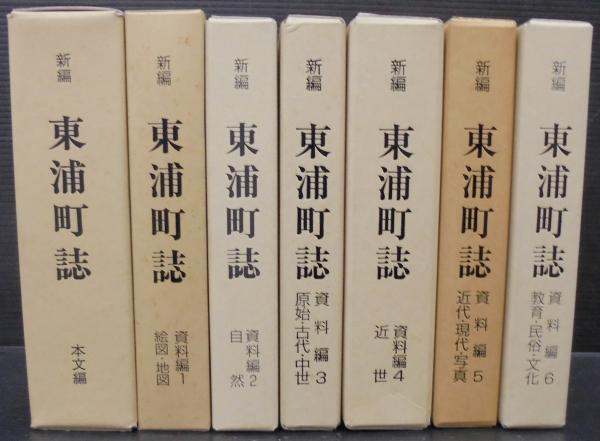 新編
東浦町誌
本文編
新編
東浦町誌
資料編1
絵図・地図
新編
東浦町誌
資料編2
自然
新編
東浦町誌
資料編3
原始・古代・中世
新編
東浦町誌
資料編4
近世
新編
東浦町誌
資料編5
近代・現代・写真
新編
東浦町誌
資料編6
教育・民俗・文化